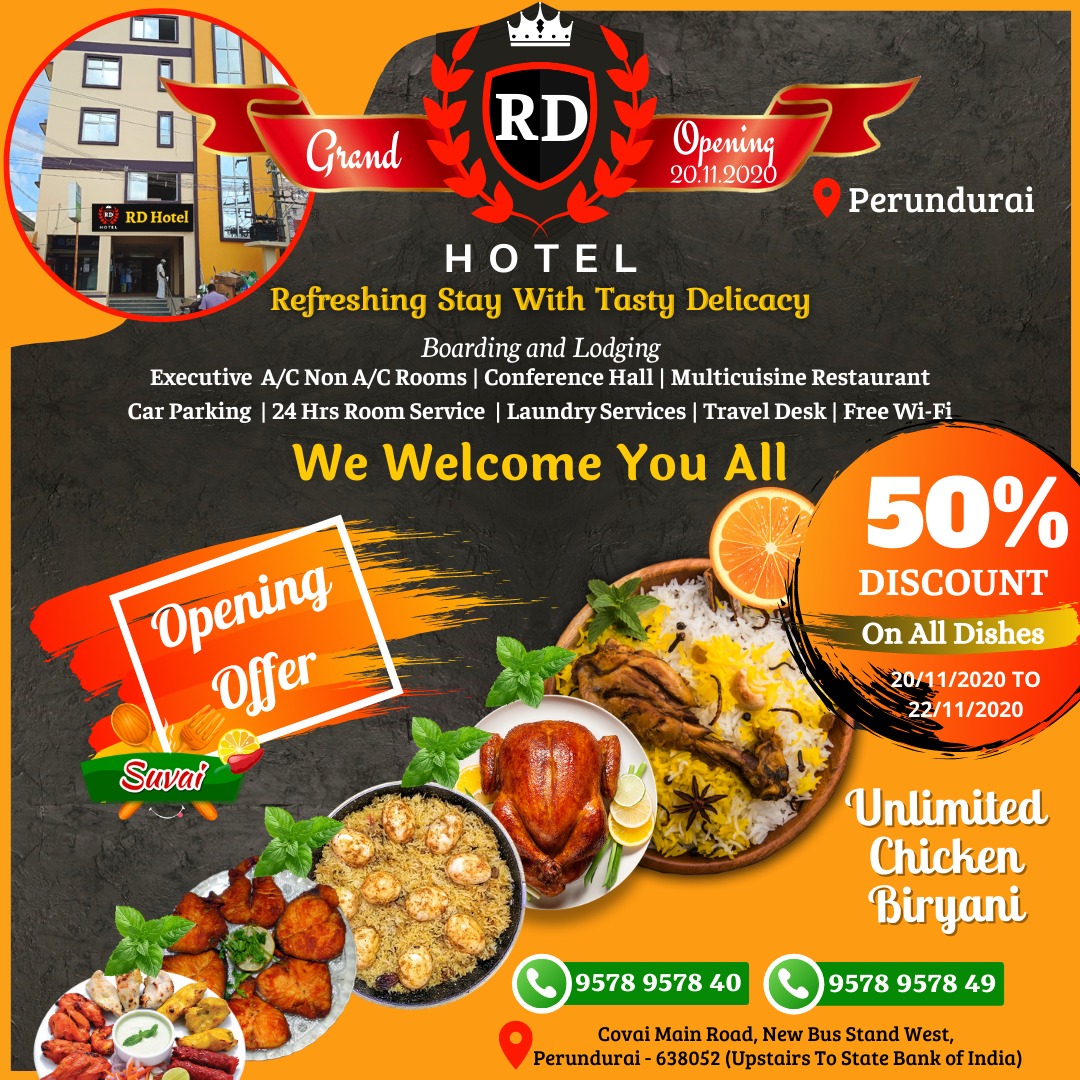 RD
Grand
Opening
20.11.2020
Perundurai
RD
HOTEL
RD Hotel
HOTEL
Refreshing Stay With Tasty Delicacy
Boarding and Lodging
Executive A/C Non A/C Rooms | Conference Hall | Multicuisine Restaurant
Car Parking | 24 Hrs Room Service | Laundry Services | Travel Desk | Free Wi-Fi
We Welcome You All
50%
DISCOUNT
On All Dishes
20/11/2020 TO
22/11/2020
Opening
Offer
Suvai
Unlimited
Chicken
Biryani
9578 9578 40
9578 9578 49
Covai Main Road, New Bus Stand West,
Perundurai - 638052 (Upstairs To State Bank of India)